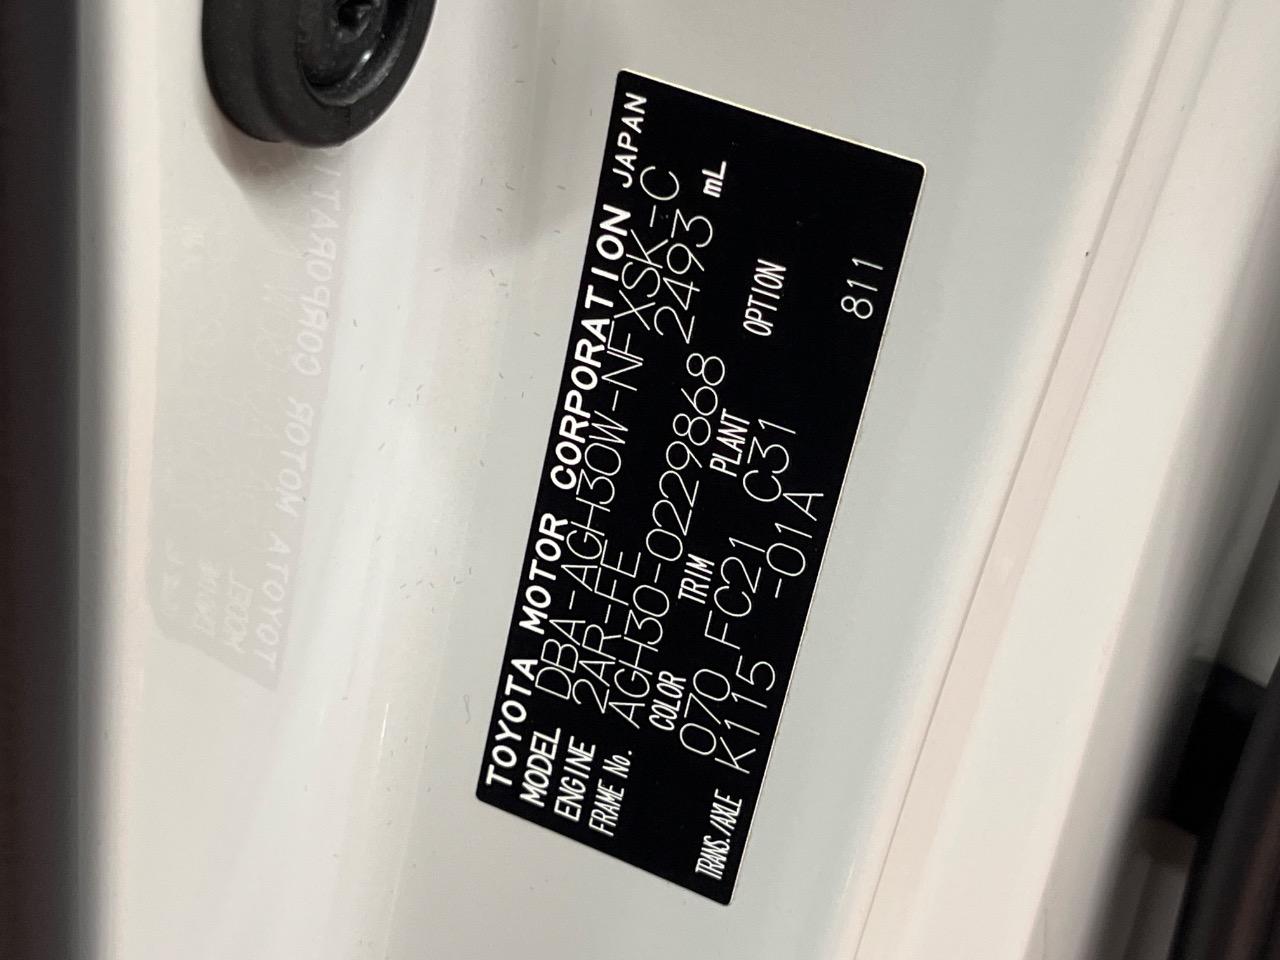 TOYOTA MOTOR CORPORATION JAPAN
MODEL DBA-AGH30W-NFXSK-C
ENGINE 2AR-FE 2493 mL
FRAME No. AGH30-0229868
COLOR TRIM PLANT OPTION
070 FC21 C31
TRANS./AXLE K115 -01A 811